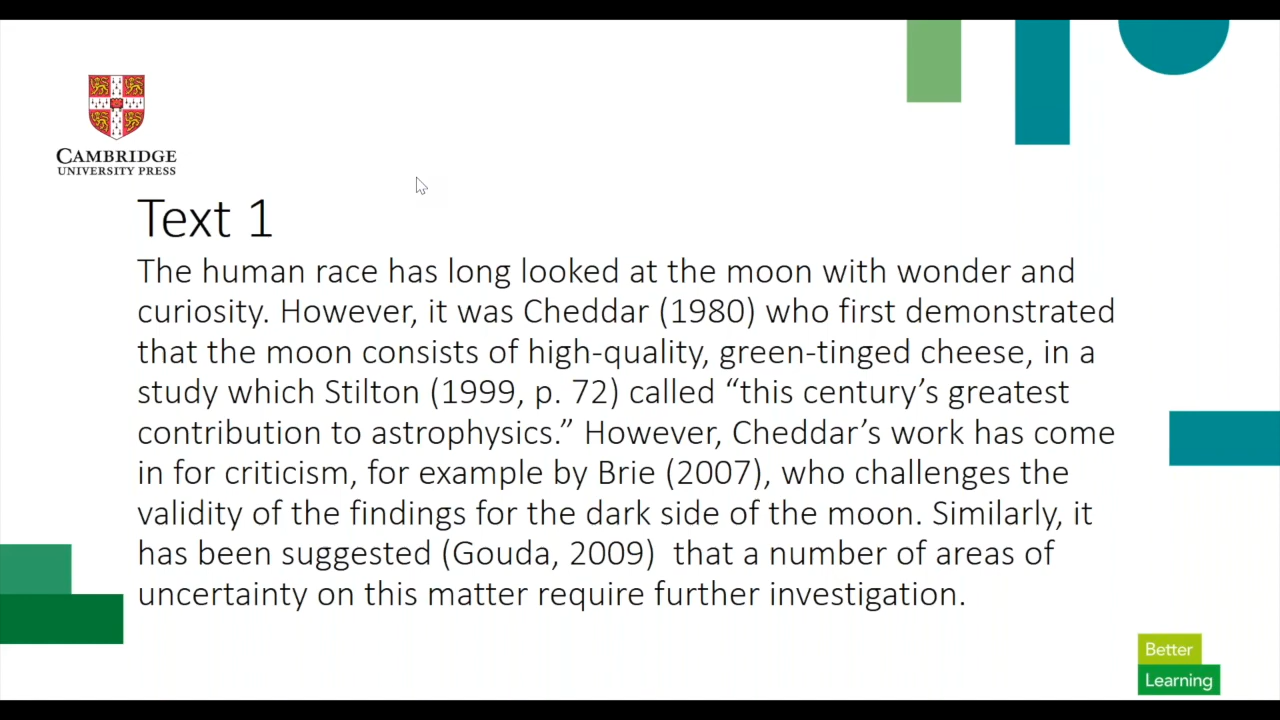 CAMBRIDGE
UNIVERSITY PRESS
Text 1
The human race has long looked at the moon with wonder and
curiosity. However, it was Cheddar (1980) who first demonstrated
that the moon consists of high-quality, green-tinged cheese, in a
study which Stilton (1999, p. 72) called “this century’s greatest
contribution to astrophysics.” However, Cheddar’s work has come
in for criticism, for example by Brie (2007), who challenges the
validity of the findings for the dark side of the moon. Similarly, it
has been suggested (Gouda, 2009)  that a number of areas of
uncertainty on this matter require further investigation.
Better
Learning